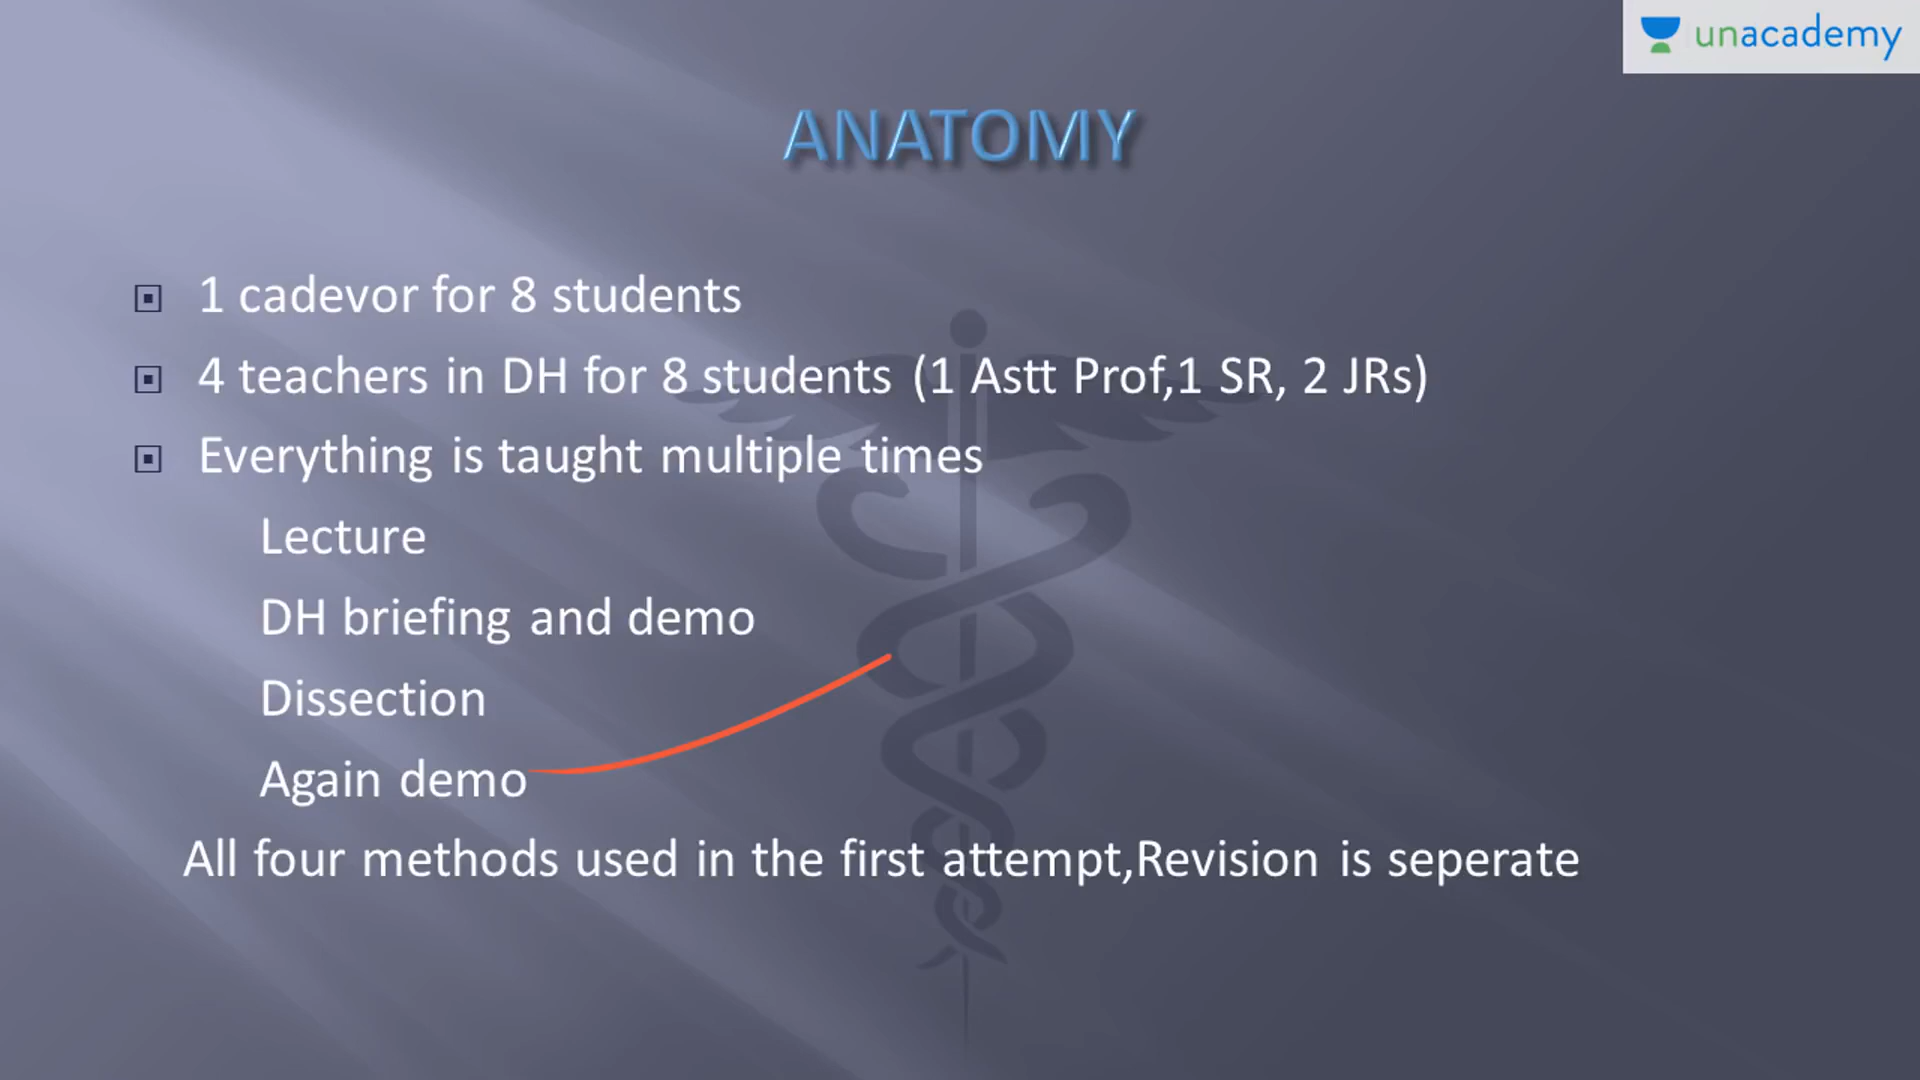 unacademy
ANATOMY
1 cadevor for 8 students
4 teachers in DH for 8 students (1 Astt Prof,1 SR, 2 JRs)
Everything is taught multiple times
Lecture
DH briefing and demo
Dissection
Again demo
All four methods used in the first attempt,Revision is seperate